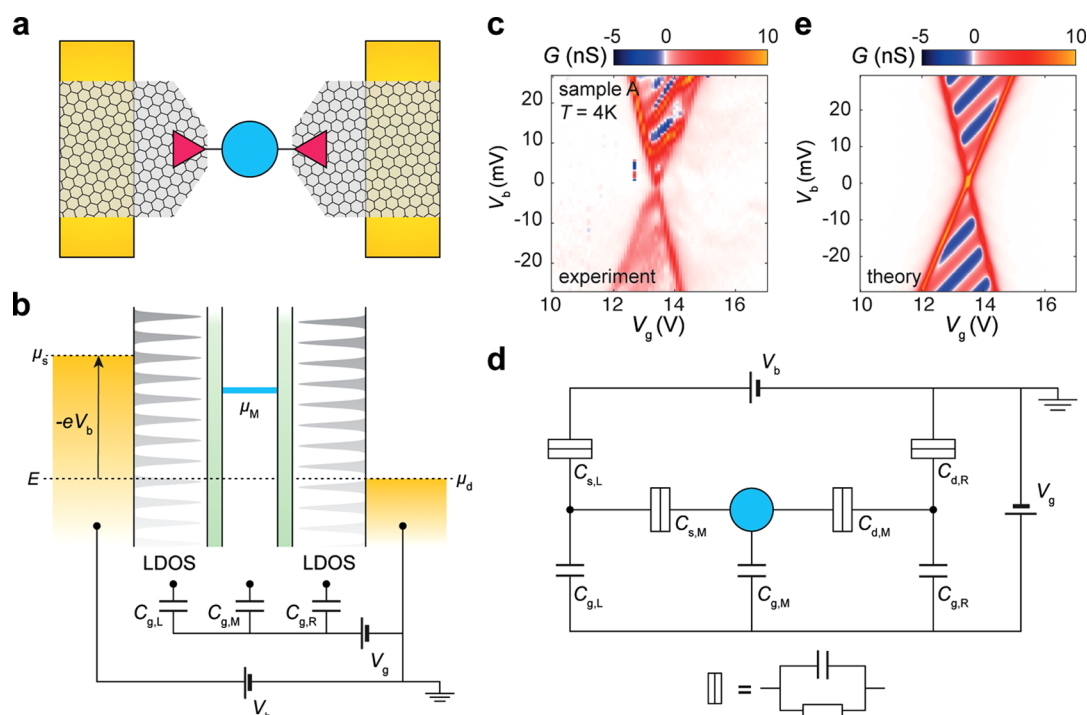 a
b
μs
-eVb
E
μM
μd
LDOS
LDOS
Cg,L
Cg,M
Cg,R
Vg
c
-5
0
10
G (nS)
sample A
T = 4K
20
10
0
-10
-20
Vb (mV)
experiment
10
12
14
16
Vg (V)
e
-5
0
10
G (nS)
20
10
0
-10
-20
Vb (mV)
theory
10
12
14
16
Vg (V)
d
Vb
Cs,L
Cd,R
Vg
Cs,M
Cd,M
Cg,L
Cg,M
Cg,R
=